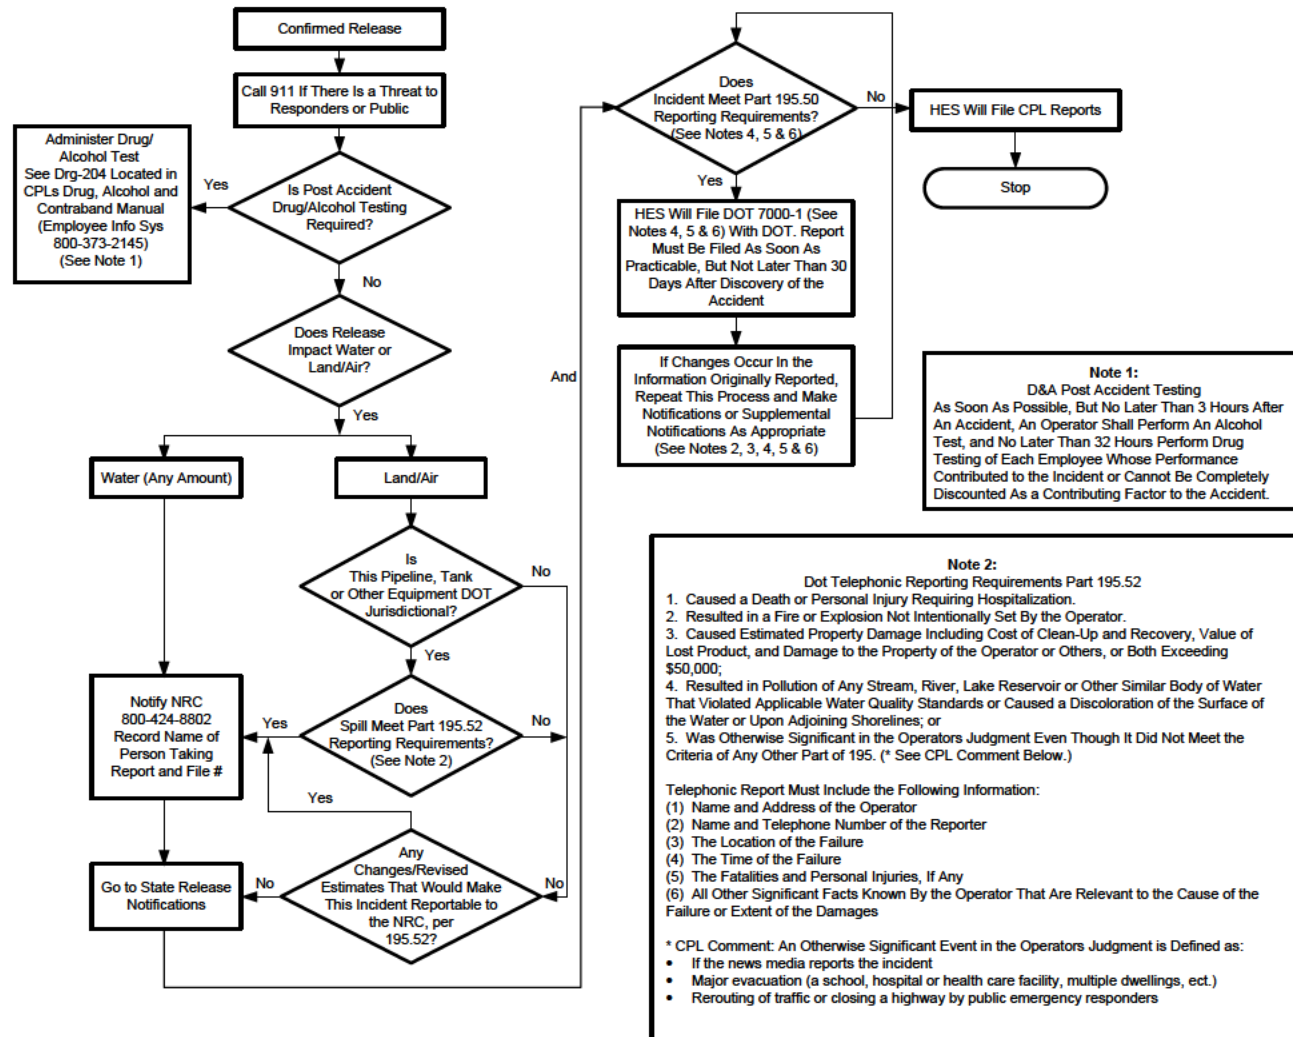 Confirmed Release
Call 911 If There Is a Threat to
Responders or Public
Administer Drug/
Alcohol Test
See Drg-204 Located in
CPLs Drug, Alcohol and
Contraband Manual
(Employee Info Sys
800-373-2145)
(See Note 1)
Yes
Is Post Accident
Drug/Alcohol Testing
Required?
No
Does Release
Impact Water or
Land/Air?
Yes
Water (Any Amount)
Land/Air
Is
This Pipeline, Tank
or Other Equipment DOT
Jurisdictional?
No
Yes
Notify NRC
800-424-8802
Record Name of
Person Taking
Report and File #
Yes
Does
Spill Meet Part 195.52
Reporting Requirements?
(See Note 2)
No
Yes
Go to State Release
Notifications
No
Any
Changes/Revised
Estimates That Would Make
This Incident Reportable to
the NRC, per
195.52?
No
And
Does
Incident Meet Part 195.50
Reporting Requirements?
(See Notes 4, 5 & 6)
No
HES Will File CPL Reports
Stop
Yes
HES Will File DOT 7000-1 (See
Notes 4, 5 & 6) With DOT. Report
Must Be Filed As Soon As
Practicable, But Not Later Than 30
Days After Discovery of the
Accident
If Changes Occur In the
Information Originally Reported,
Repeat This Process and Make
Notifications or Supplemental
Notifications As Appropriate
(See Notes 2, 3, 4, 5 & 6)
Note 1:
D&A Post Accident Testing
As Soon As Possible, But No Later Than 3 Hours After
An Accident, An Operator Shall Perform An Alcohol
Test, and No Later Than 32 Hours Perform Drug
Testing of Each Employee Whose Performance
Contributed to the Incident or Cannot Be Completely
Discounted As a Contributing Factor to the Accident.
Note 2:
Dot Telephonic Reporting Requirements Part 195.52
1. Caused a Death or Personal Injury Requiring Hospitalization.
2. Resulted in a Fire or Explosion Not Intentionally Set By the Operator.
3. Caused Estimated Property Damage Including Cost of Clean-Up and Recovery, Value of
Lost Product, and Damage to the Property of the Operator or Others, or Both Exceeding
$50,000;
4. Resulted in Pollution of Any Stream, River, Lake Reservoir or Other Similar Body of Water
That Violated Applicable Water Quality Standards or Caused a Discoloration of the Surface of
the Water or Upon Adjoining Shorelines; or
5. Was Otherwise Significant in the Operators Judgment Even Though It Did Not Meet the
Criteria of Any Other Part of 195. (* See CPL Comment Below.)
Telephonic Report Must Include the Following Information:
(1) Name and Address of the Operator
(2) Name and Telephone Number of the Reporter
(3) The Location of the Failure
(4) The Time of the Failure
(5) The Fatalities and Personal Injuries, If Any
(6) All Other Significant Facts Known By the Operator That Are Relevant to the Cause of the
Failure or Extent of the Damages
* CPL Comment: An Otherwise Significant Event in the Operators Judgment is Defined as:
• If the news media reports the incident
• Major evacuation (a school, hospital or health care facility, multiple dwellings, ect.)
• Rerouting of traffic or closing a highway by public emergency responders